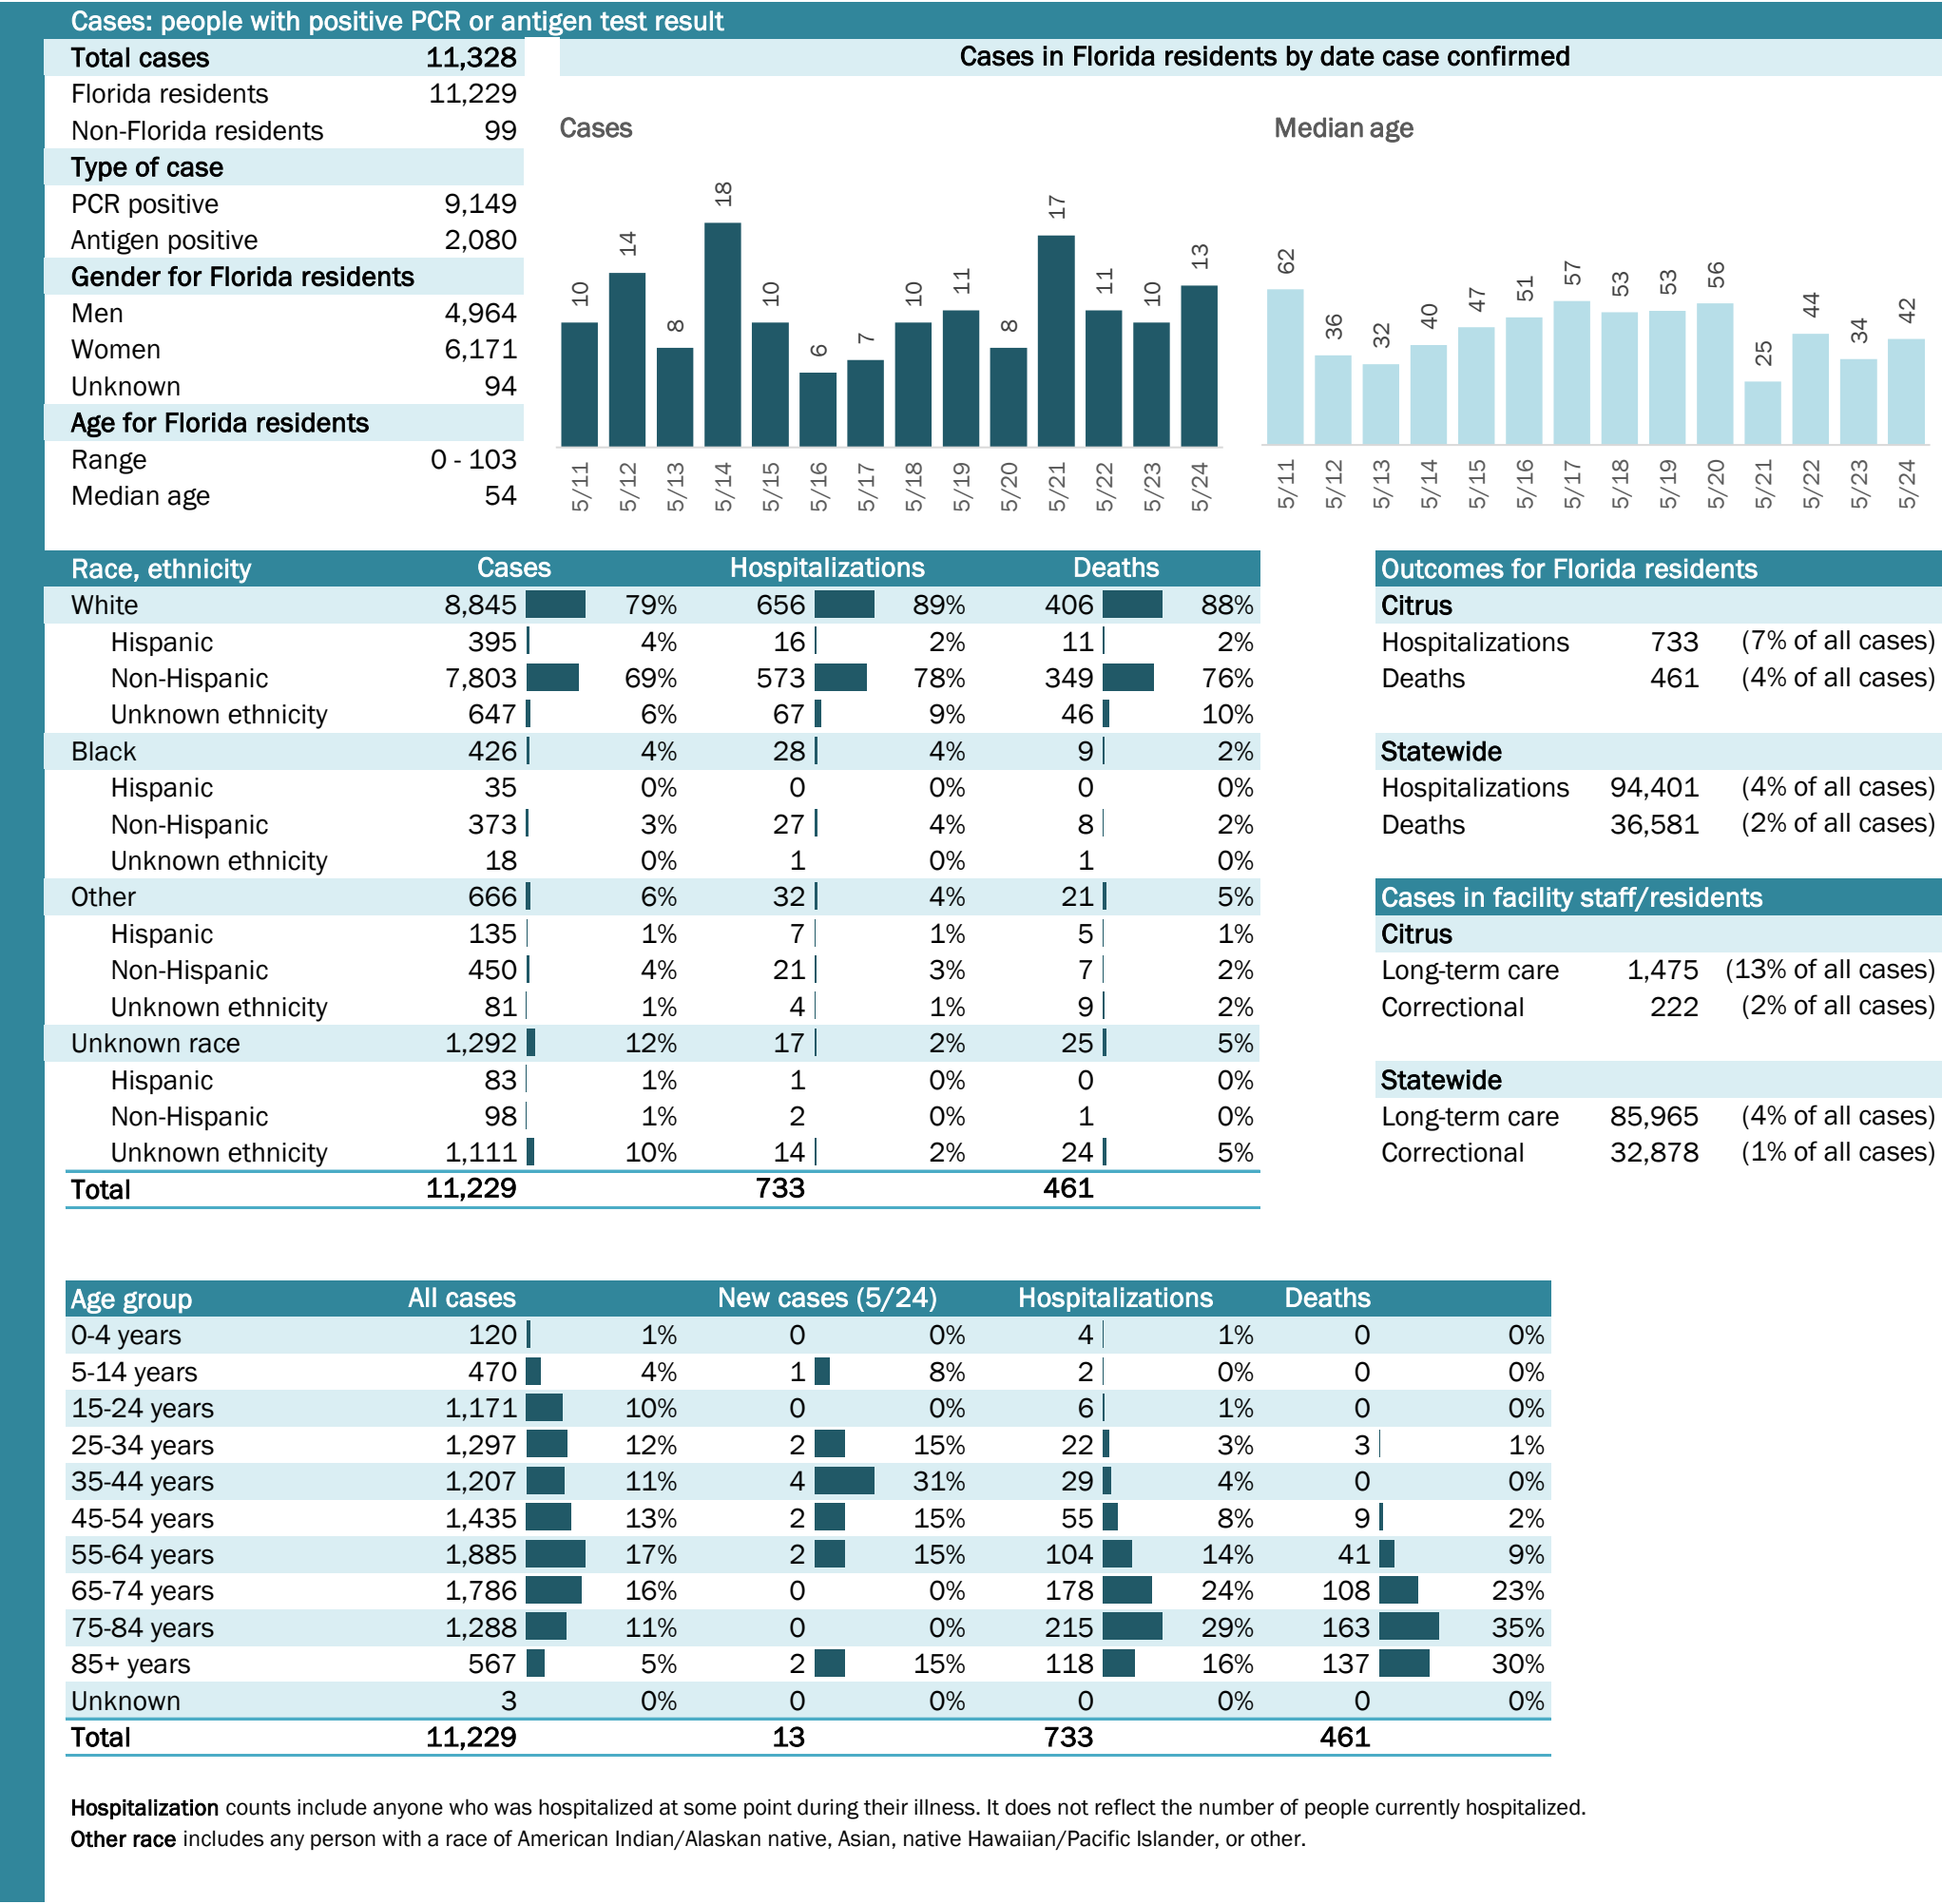 Cases: people with positive PCR or antigen test result
Total cases 11,328
Florida residents 11,229
Non-Florida residents 99
Type of case
PCR positive 9,149
Antigen positive 2,080
Gender for Florida residents
Men 4,964
Women 6,171
Unknown 94
Age for Florida residents
Range 0 - 103
Median age 54
Cases in Florida residents by date case confirmed
Cases
10 14 8 18 10 6 7 10 11 8 17 11 10 13
5/11 5/12 5/13 5/14 5/15 5/16 5/17 5/18 5/19 5/20 5/21 5/22 5/23 5/24
Median age
62 36 32 40 47 51 57 53 53 56 25 44 34 42
5/11 5/12 5/13 5/14 5/15 5/16 5/17 5/18 5/19 5/20 5/21 5/22 5/23 5/24
Race, ethnicity Cases Hospitalizations Deaths
White 8,845 79% 656 89% 406 88%
Hispanic 395 4% 16 2% 11 2%
Non-Hispanic 7,803 69% 573 78% 349 76%
Unknown ethnicity 647 6% 67 9% 46 10%
Black 426 4% 28 4% 9 2%
Hispanic 35 0% 0 0% 0 0%
Non-Hispanic 373 3% 27 4% 8 2%
Unknown ethnicity 18 0% 1 0% 1 0%
Other 666 6% 32 4% 21 5%
Hispanic 135 1% 7 1% 5 1%
Non-Hispanic 450 4% 21 3% 7 2%
Unknown ethnicity 81 1% 4 1% 9 2%
Unknown race 1,292 12% 17 2% 25 5%
Hispanic 83 1% 1 0% 0 0%
Non-Hispanic 98 1% 2 0% 1 0%
Unknown ethnicity 1,111 10% 14 2% 24 5%
Total 11,229 733 461
Outcomes for Florida residents
Citrus
Hospitalizations 733 (7% of all cases)
Deaths 461 (4% of all cases)
Statewide
Hospitalizations 94,401 (4% of all cases)
Deaths 36,581 (2% of all cases)
Cases in facility staff/residents
Citrus
Long-term care 1,475 (13% of all cases)
Correctional 222 (2% of all cases)
Statewide
Long-term care 85,965 (4% of all cases)
Correctional 32,878 (1% of all cases)
Age group All cases New cases (5/24) Hospitalizations Deaths
0-4 years 120 1% 0 0% 4 1% 0 0%
5-14 years 470 4% 1 8% 2 0% 0 0%
15-24 years 1,171 10% 0 0% 6 1% 0 0%
25-34 years 1,297 12% 2 15% 22 3% 3 1%
35-44 years 1,207 11% 4 31% 29 4% 0 0%
45-54 years 1,435 13% 2 15% 55 8% 9 2%
55-64 years 1,885 17% 2 15% 104 14% 41 9%
65-74 years 1,786 16% 0 0% 178 24% 108 23%
75-84 years 1,288 11% 0 0% 215 29% 163 35%
85+ years 567 5% 2 15% 118 16% 137 30%
Unknown 3 0% 0 0% 0 0% 0 0%
Total 11,229 13 733 461
Hospitalization counts include anyone who was hospitalized at some point during their illness. It does not reflect the number of people currently hospitalized.
Other race includes any person with a race of American Indian/Alaskan native, Asian, native Hawaiian/Pacific Islander, or other.